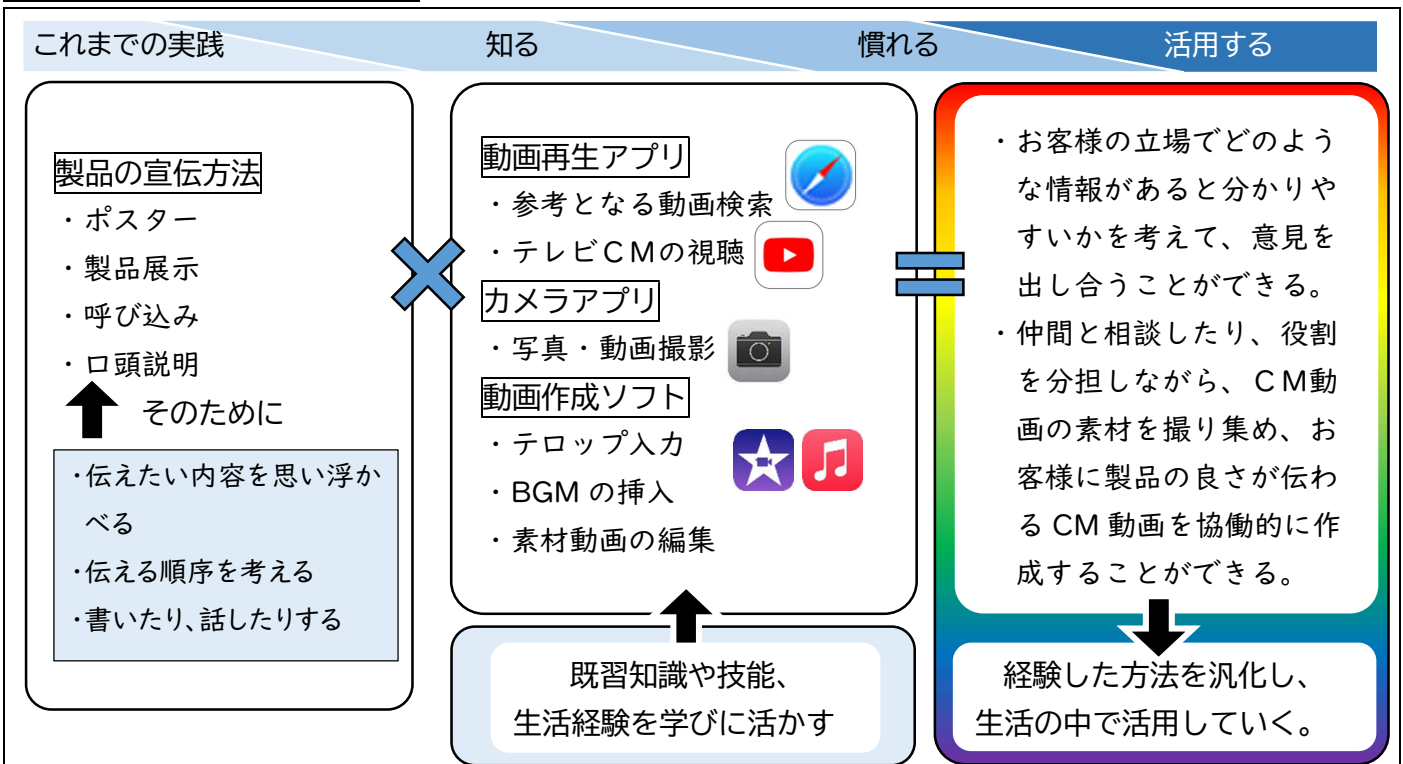 これまでの実践
知る
慣れる
活用する
製品の宣伝方法
・ポスター
・製品展示
・呼び込み
・口頭説明
そのために
・伝えたい内容を思い浮か
べる
・伝える順序を考える
・書いたり、話したりする
動画再生アプリ
・参考となる動画検索
・テレビＣＭの視聴
カメラアプリ
・写真・動画撮影
動画作成ソフト
・テロップ入力
・BGM の挿入
・素材動画の編集
既習知識や技能、
生活経験を学びに活かす
・お客様の立場でどのよう
な情報があると分かりや
すいかを考えて、意見を
出し合うことができる。
・仲間と相談したり、役割
を分担しながら、ＣＭ動
画の素材を撮り集め、お
客様に製品の良さが伝わ
る CM 動画を協働的に作
成することができる。
経験した方法を汎化し、
生活の中で活用していく。